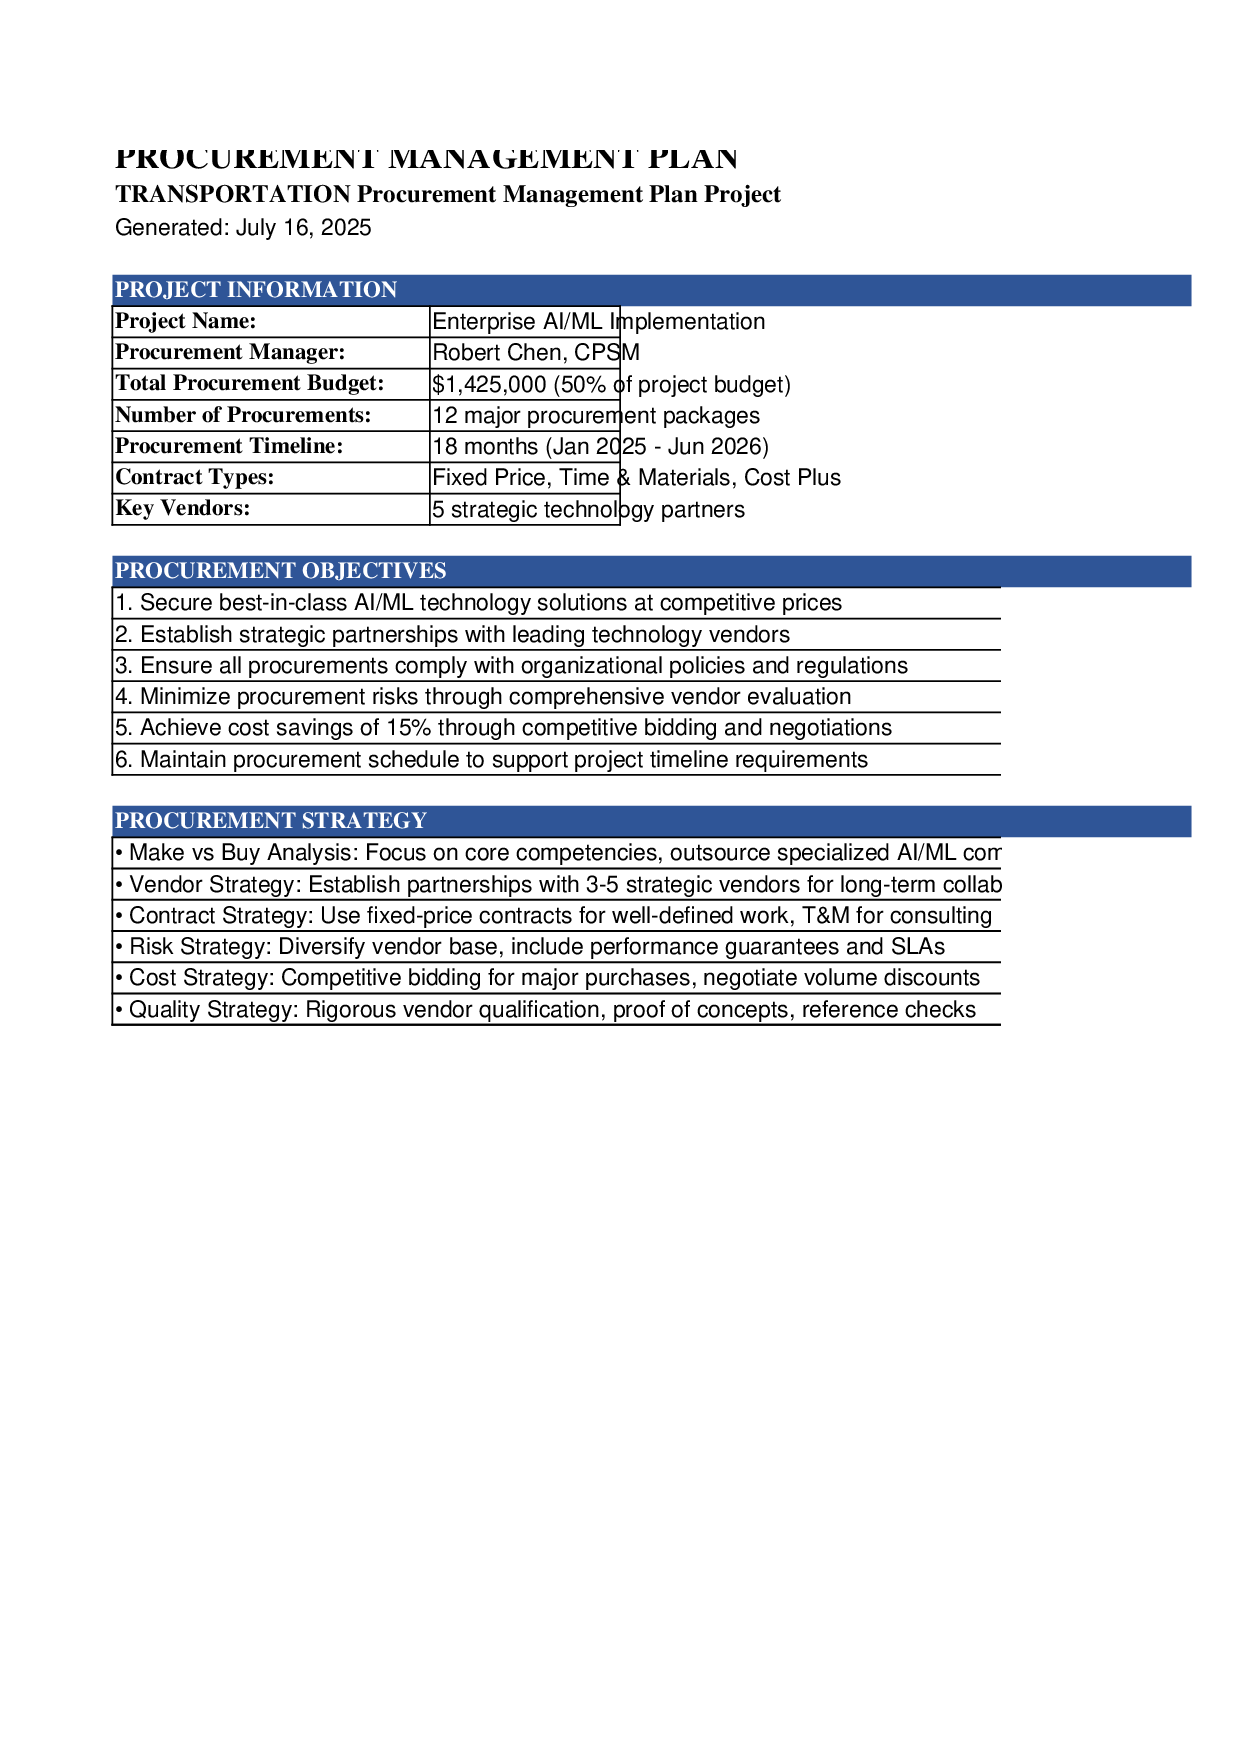 PROCUREMENT MANAGEMENT PLAN
TRANSPORTATION Procurement Management Plan Project
Generated: July 16, 2025
PROJECT INFORMATION
Project Name: Enterprise AI/ML Implementation
Procurement Manager: Robert Chen, CPSM
Total Procurement Budget: $1,425,000 (50% of project budget)
Number of Procurements: 12 major procurement packages
Procurement Timeline: 18 months (Jan 2025 - Jun 2026)
Contract Types: Fixed Price, Time & Materials, Cost Plus
Key Vendors: 5 strategic technology partners
PROCUREMENT OBJECTIVES
1. Secure best-in-class AI/ML technology solutions at competitive prices
2. Establish strategic partnerships with leading technology vendors
3. Ensure all procurements comply with organizational policies and regulations
4. Minimize procurement risks through comprehensive vendor evaluation
5. Achieve cost savings of 15% through competitive bidding and negotiations
6. Maintain procurement schedule to support project timeline requirements
PROCUREMENT STRATEGY
• Make vs Buy Analysis: Focus on core competencies, outsource specialized AI/ML com
• Vendor Strategy: Establish partnerships with 3-5 strategic vendors for long-term collab
• Contract Strategy: Use fixed-price contracts for well-defined work, T&M for consulting
• Risk Strategy: Diversify vendor base, include performance guarantees and SLAs
• Cost Strategy: Competitive bidding for major purchases, negotiate volume discounts
• Quality Strategy: Rigorous vendor qualification, proof of concepts, reference checks